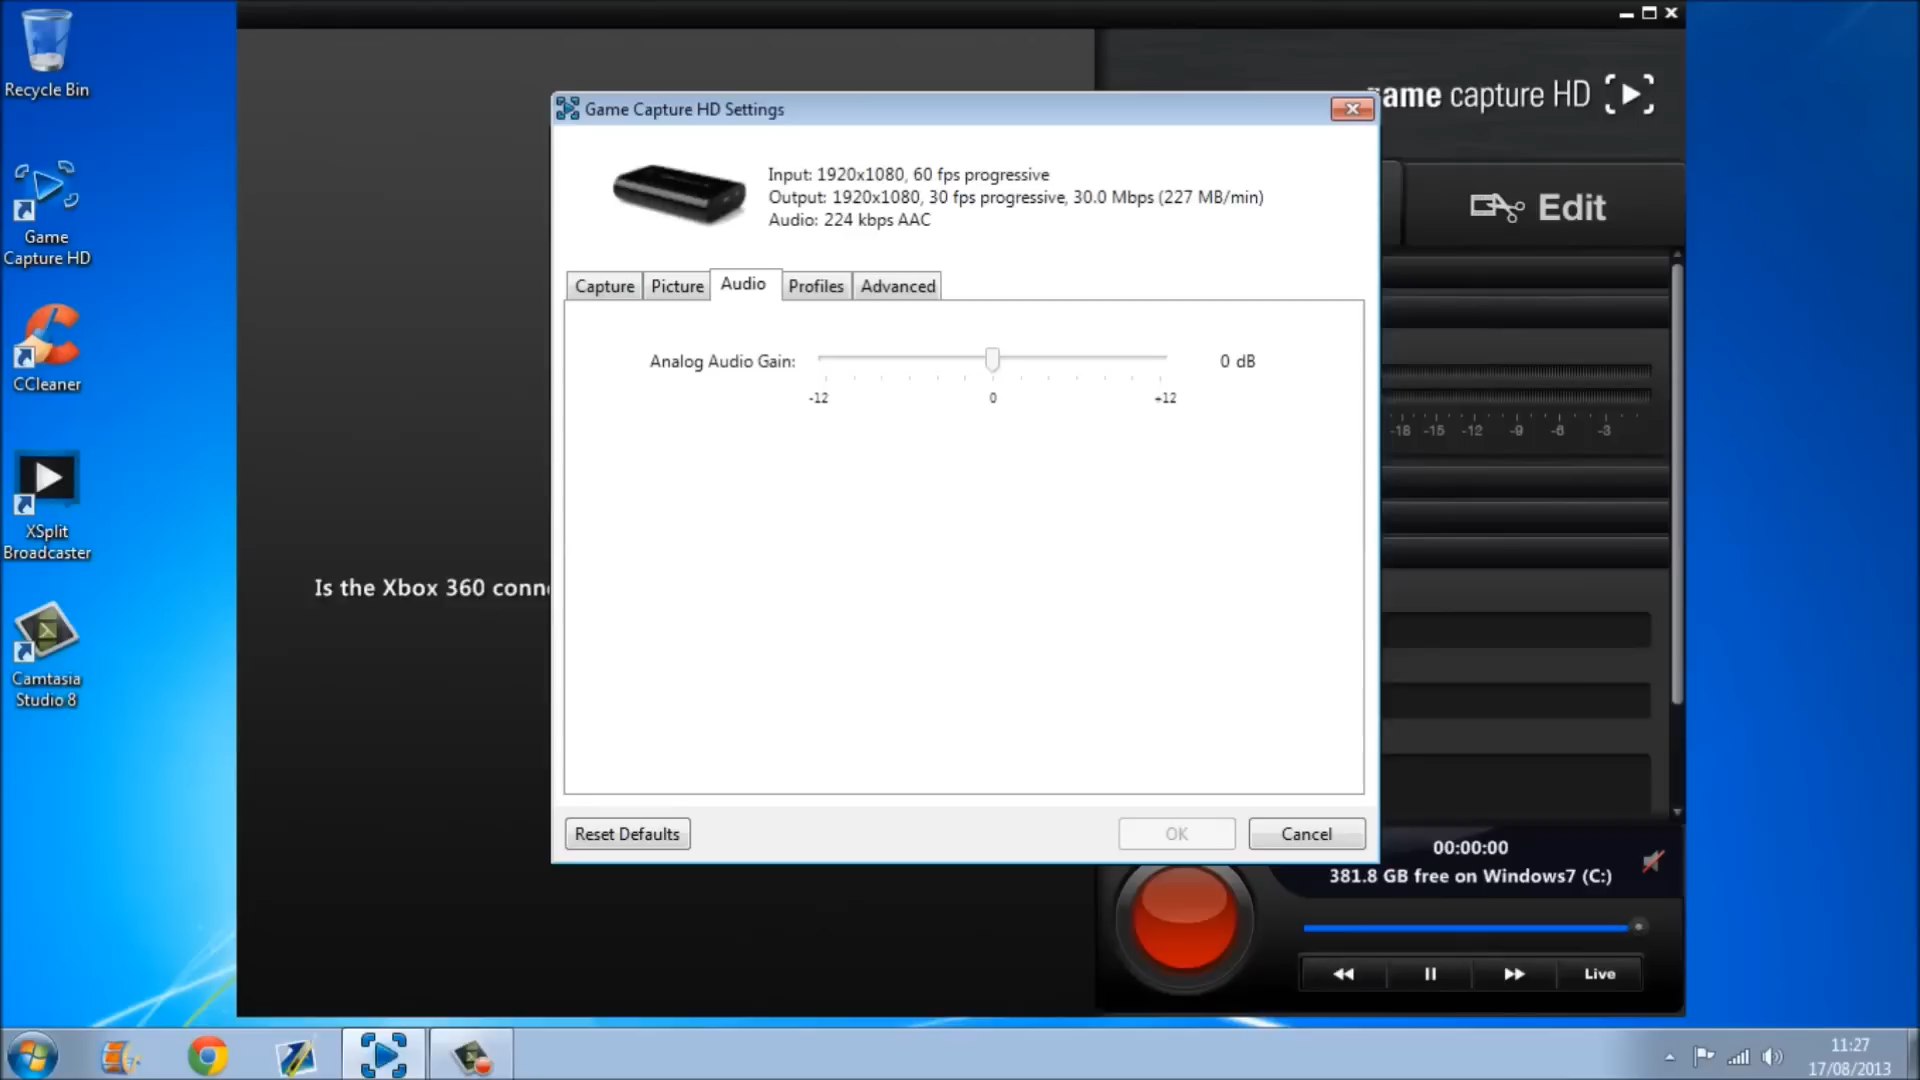 Recycle Bin
Game
Capture HD
CCleaner
XSplit
Broadcaster
Camtasia
Studio 8
Is the Xbox 360
game capture HD
Edit
-18 -15 -12 -9 -6 -3
Game Capture HD Settings
Input: 1920x1080, 60 fps progressive
Output: 1920x1080, 30 fps progressive, 30.0 Mbps (227 MB/min)
Audio: 224 kbps AAC
Capture Picture Audio Profiles Advanced
Analog Audio Gain: 0 dB
-12 0 +12
Reset Defaults OK Cancel
00:00:00
381.8 GB free on Windows7 (C:)
Live
11:27
17/08/2013